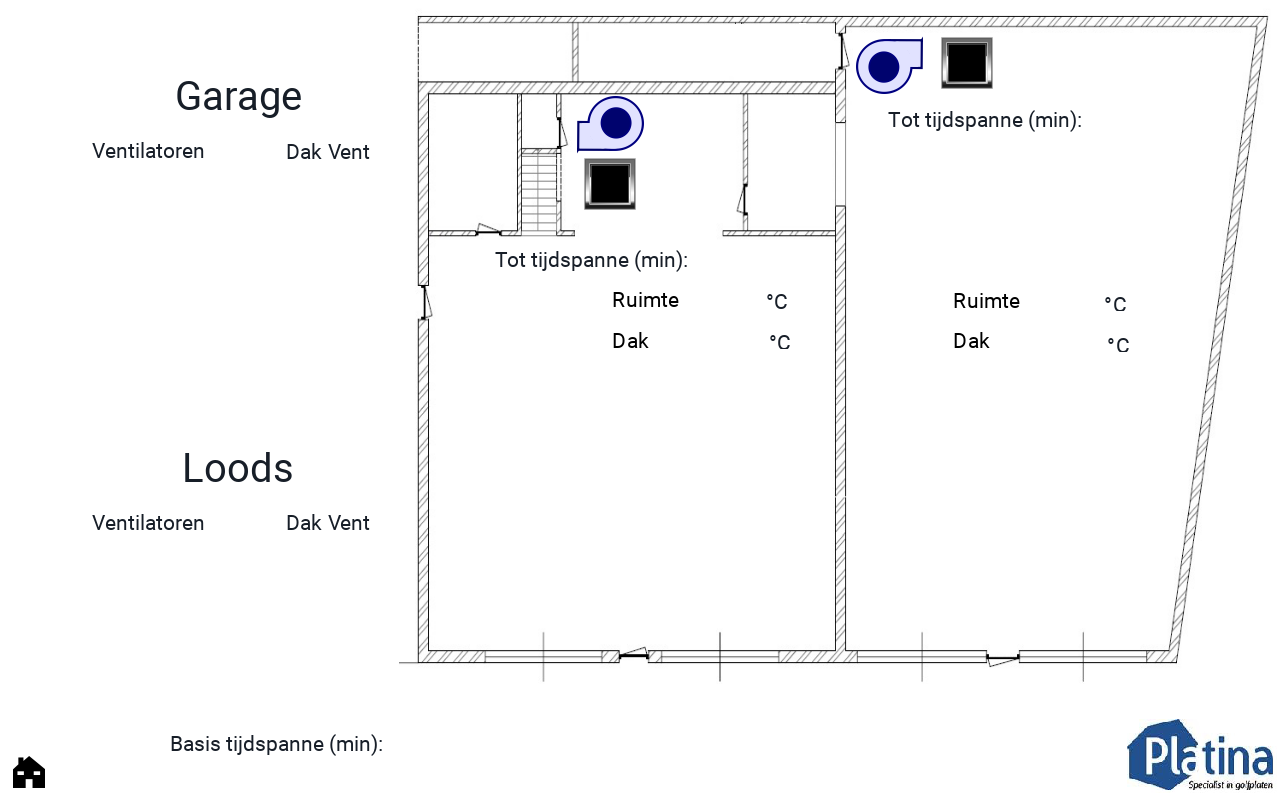 Garage
Ventilatoren Dak Vent
Tot tijdspanne (min):
Tot tijdspanne (min):
Ruimte °C
Dak °C
Ruimte °C
Dak °C
Loods
Ventilatoren Dak Vent
Basis tijdspanne (min):
Platina
Specialist in golfplaten